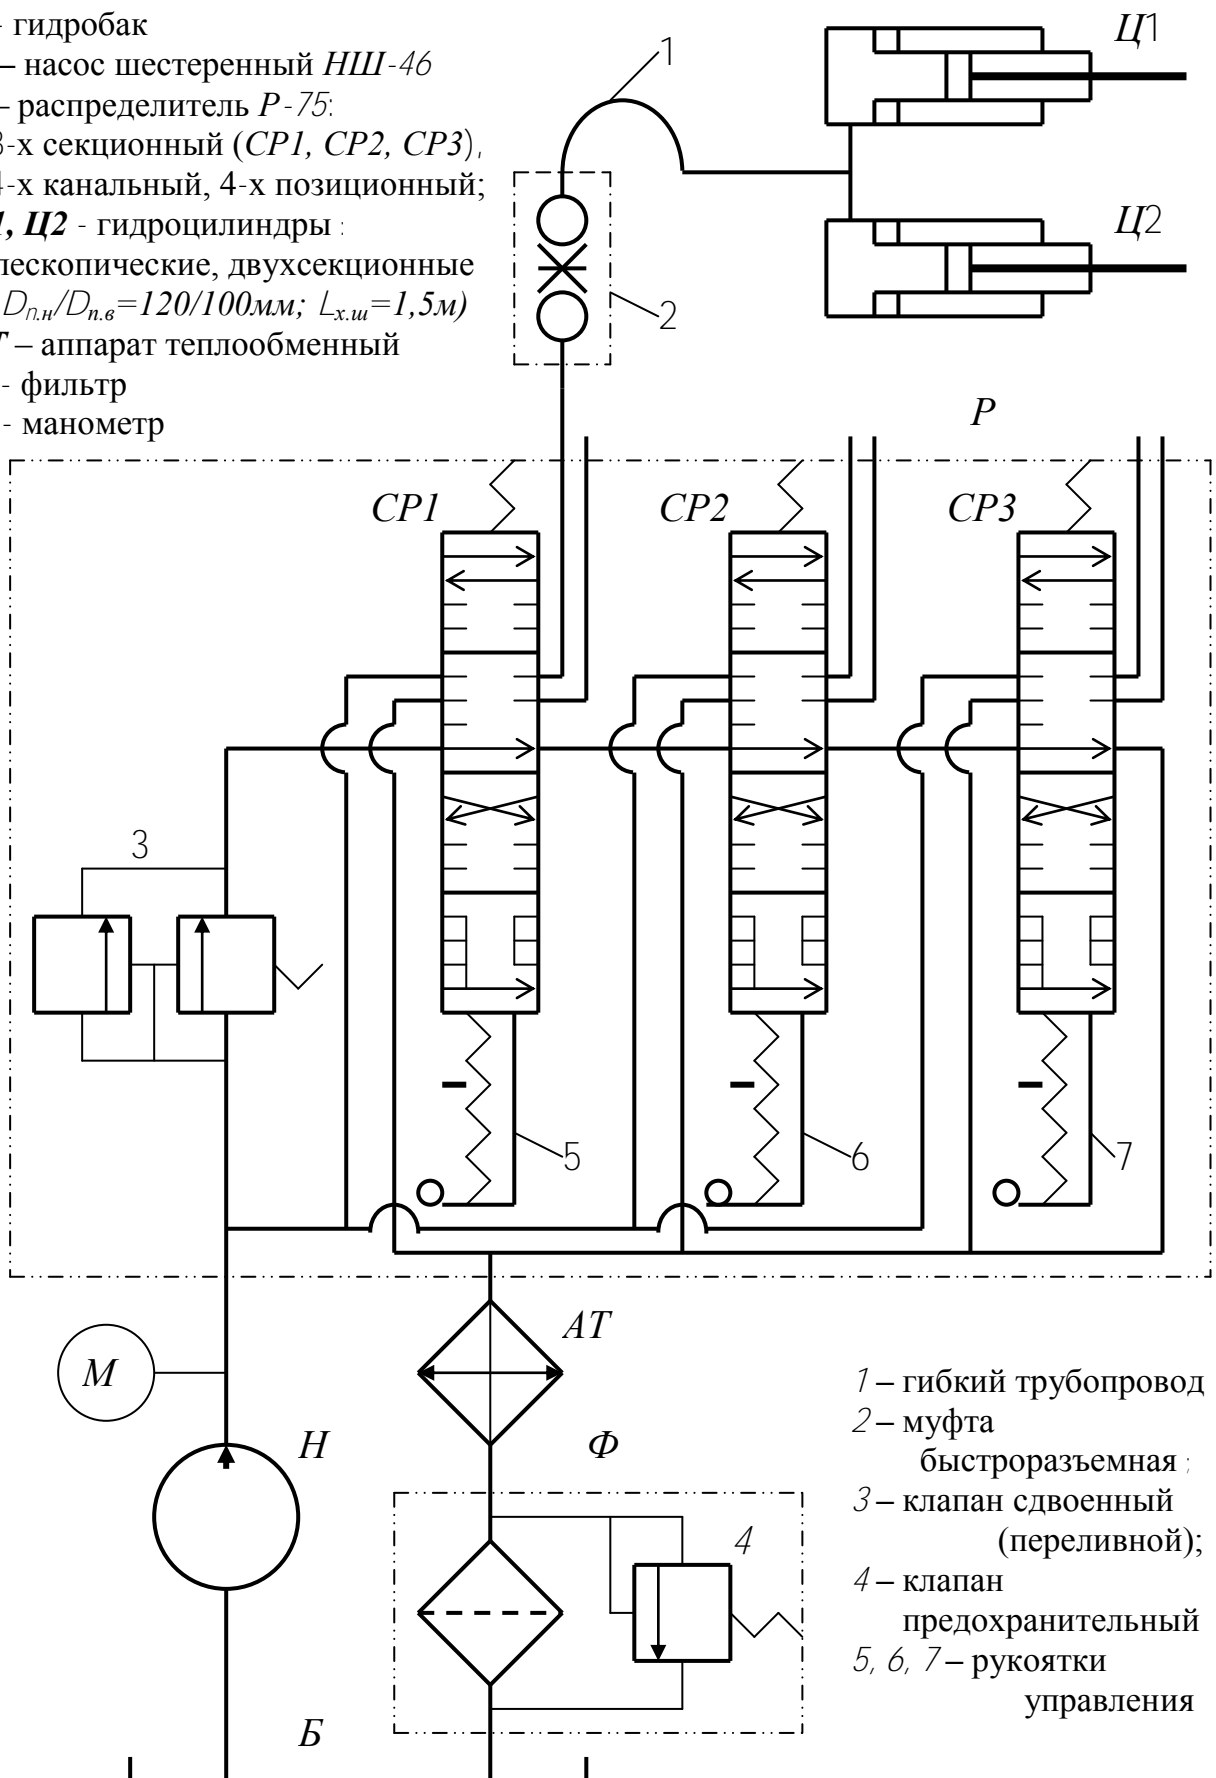 - гидробак
– насос шестеренный НШ-46
– распределитель Р-75:
3-х секционный (СР1, СР2, СР3),
4-х канальный, 4-х позиционный;
1, Ц2 - гидроцилиндры :
лескопические, двухсекционные
Dп.н/Dп.в=120/100мм; Lх.ш=1,5м)
Т – аппарат теплообменный
- фильтр
- манометр
Ц1
1
Ц2
2
Р
СР1
СР2
СР3
3
5
6
7
АТ
М
Н
Ф
4
Б
1 – гибкий трубопровод
2 – муфта
быстроразъемная ;
3 – клапан сдвоенный
(переливной);
4 – клапан
предохранительный
5, 6, 7 – рукоятки
управления